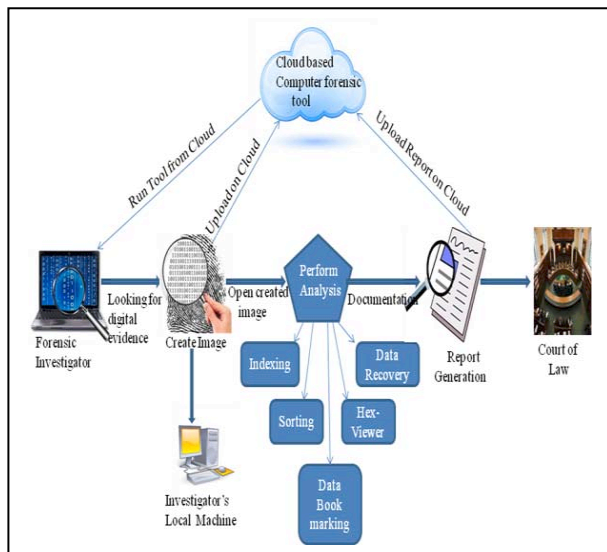 Cloud based
Computer forensic
tool
Run Tool from Cloud
Upload on Cloud
Upload Report on Cloud
Looking for
digital
evidence
Open created
image
Perform
Analysis
Documentation
Forensic
Investigator
Create Image
Report
Generation
Court of
Law
Indexing
Data
Recovery
Sorting
Hex-
Viewer
Data
Book
marking
Investigator's
Local Machine